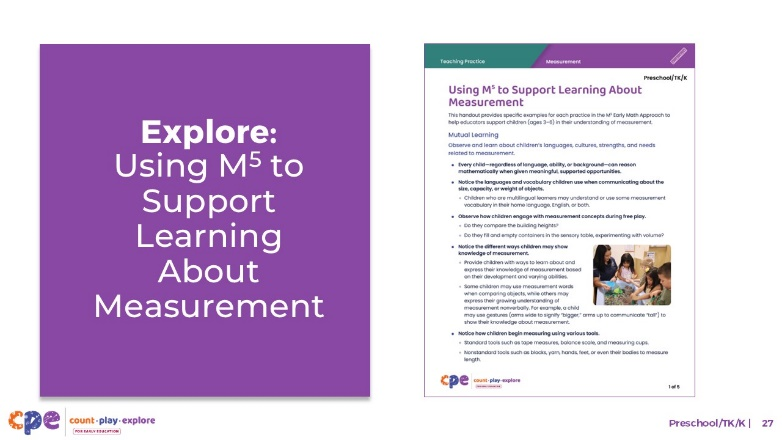 Explore:
Using M⁵ to
Support
Learning
About
Measurement
Teaching Practice
Measurement
Preschool/TK/K
Using M⁵ to Support Learning About
Measurement
This handout provides specific examples for each practice in the M⁵ Early Math Approach to
help educators support children (ages 3–6) in their understanding of measurement.
Mutual Learning
Observe and learn about children's languages, cultures, strengths, and needs
related to measurement.
• Every child—regardless of language, ability, or background—can reason
mathematically when given meaningful, supported opportunities.
• Notice the languages and vocabulary children use when communicating about the
size, capacity, or weight of objects.
Children who are multilingual learners may understand or use some measurement
vocabulary in their home language, English, or both.
• Observe how children engage with measurement concepts during free play.
Do they compare the building heights?
Do they fill and empty containers in the sensory table, experimenting with volume?
• Notice the different ways children may show
knowledge of measurement.
Provide children with ways to learn about and
express their knowledge of measurement based
on their development and varying abilities.
Some children may use measurement words
when comparing objects, while others may
express their growing understanding of
measurement nonverbally. For example, a child
may use gestures (arms wide to signify "bigger," arms up to communicate "tall") to
show their knowledge about measurement.
• Notice how children begin measuring using various tools.
Standard tools such as tape measures, balance scale, and measuring cups.
Nonstandard tools such as blocks, yarn, hands, feet, or even their bodies to measure
length.
cpe
count·play·explore
1 of 5
cpe
count·play·explore
FOR EARLY EDUCATION
Preschool/TK/K | 27